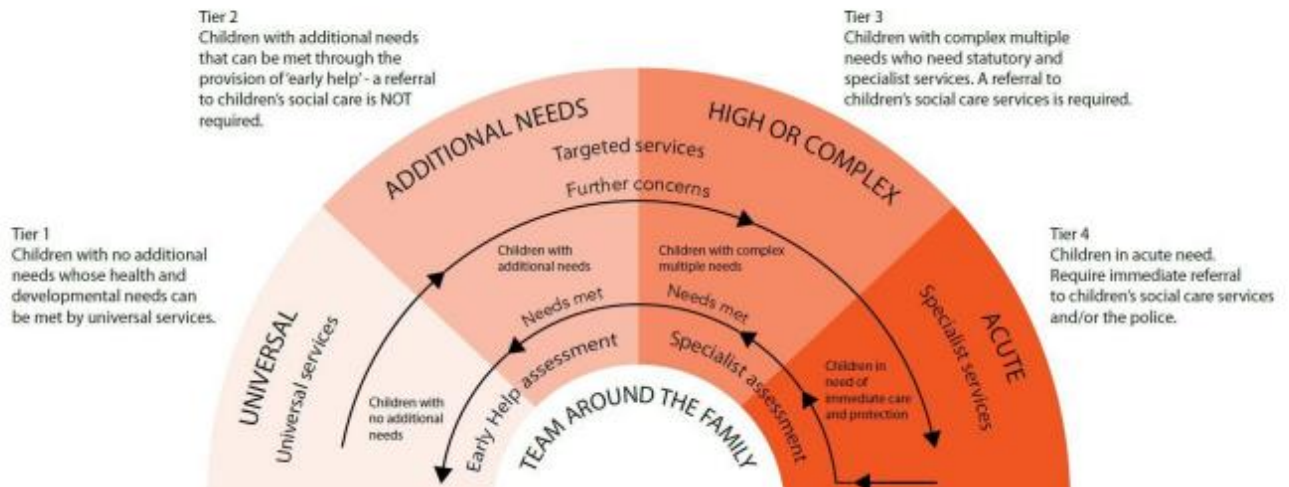 Tier 2
Children with additional needs
that can be met through the
provision of 'early help' - a referral
to children's social care is NOT
required.
Tier 3
Children with complex multiple
needs who need statutory and
specialist services. A referral to
children's social care services is required.
Tier 1
Children with no additional
needs whose health and
developmental needs can
be met by universal services.
Tier 4
Children in acute need.
Require immediate referral
to children's social care services
and/or the police.
UNIVERSAL
Universal services
ADDITIONAL NEEDS
HIGH OR COMPLEX
Targeted services
Further concerns
ACUTE
Specialist services
Children with
additional needs
Children with complex
multiple needs
Needs met
Needs met
Children with
no additional
needs
Children in
need of
immediate care
and protection
Early Help assessment
Specialist assessment
TEAM AROUND THE FAMILY